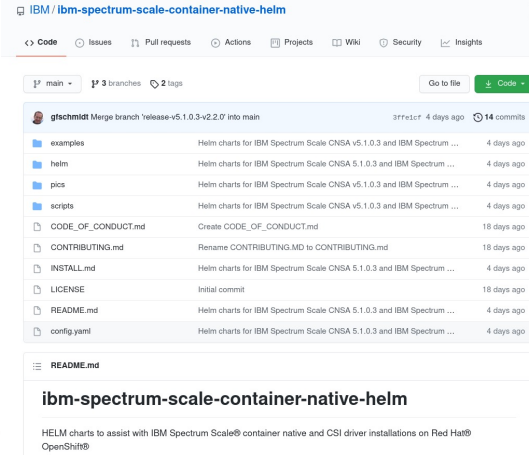 IBM / ibm-spectrum-scale-container-native-helm
Code Issues Pull requests Actions Projects Wiki Security Insights
main 3 branches 2 tags Go to file Code
gfschmidt Merge branch 'release-v5.1.0.3-v2.2.0' into main 3ffe1cf 4 days ago 14 commits
examples Helm charts for IBM Spectrum Scale CNSA v5.1.0.3 and IBM Spectrum ... 4 days ago
helm Helm charts for IBM Spectrum Scale CNSA 5.1.0.3 and IBM Spectrum ... 4 days ago
pics Helm charts for IBM Spectrum Scale CNSA v5.1.0.3 and IBM Spectrum ... 4 days ago
scripts Helm charts for IBM Spectrum Scale CNSA v5.1.0.3 and IBM Spectrum ... 4 days ago
CODE_OF_CONDUCT.md Create CODE_OF_CONDUCT.md 18 days ago
CONTRIBUTING.md Rename CONTRIBUTING.MD to CONTRIBUTING.md 18 days ago
INSTALL.md Helm charts for IBM Spectrum Scale CNSA 5.1.0.3 and IBM Spectrum ... 4 days ago
LICENSE Initial commit 18 days ago
README.md Helm charts for IBM Spectrum Scale CNSA 5.1.0.3 and IBM Spectrum ... 4 days ago
config.yaml Helm charts for IBM Spectrum Scale CNSA 5.1.0.3 and IBM Spectrum ... 4 days ago
README.md
ibm-spectrum-scale-container-native-helm
HELM charts to assist with IBM Spectrum Scale® container native and CSI driver installations on Red Hat®
OpenShift®